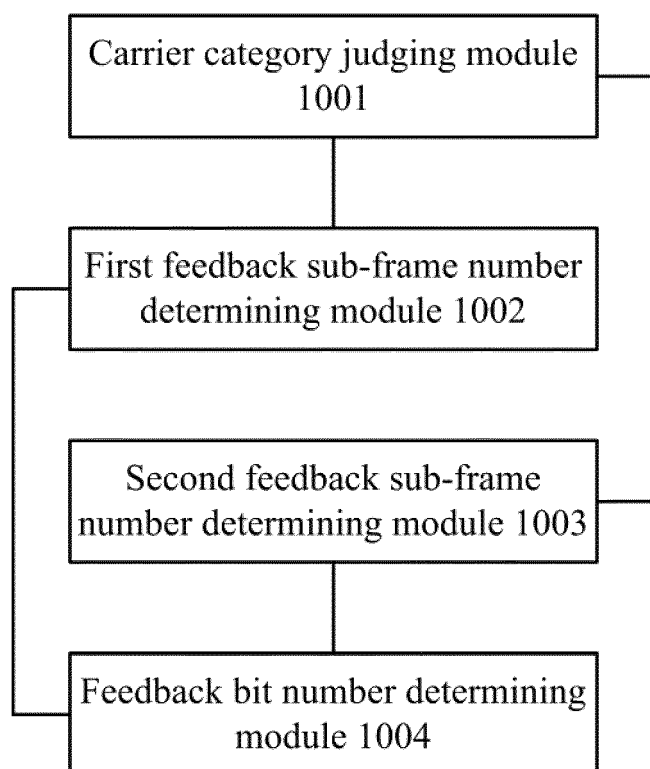 Carrier category judging module
1001
First feedback sub-frame number
determining module 1002
Second feedback sub-frame
number determining module 1003
Feedback bit number determining
module 1004